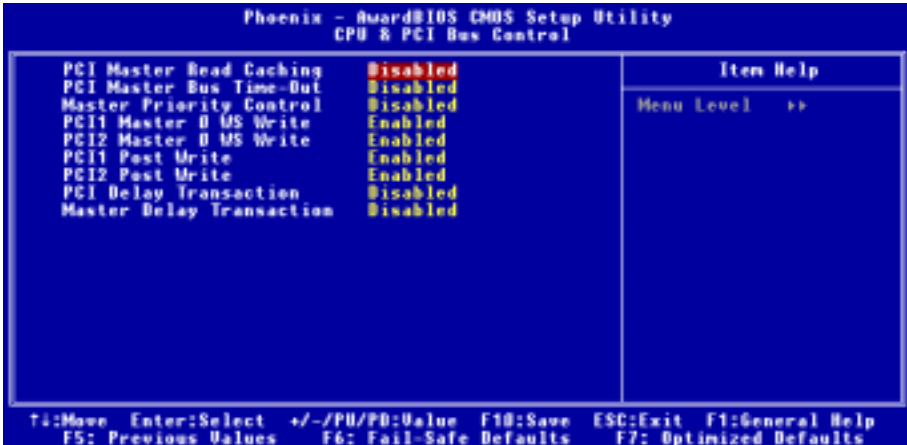 Phoenix - AwardBIOS CMOS Setup Utility
CPU & PCI Bus Control
PCI Master Read Caching Disabled
PCI Master Bus Time-Out Disabled
Master Priority Control Disabled
PCI1 Master 0 WS Write Enabled
PCI2 Master 0 WS Write Enabled
PCI1 Post Write Enabled
PCI2 Post Write Enabled
PCI Delay Transaction Disabled
Master Delay Transaction Disabled
Item Help
Menu Level ▸▸
↑↓:Move Enter:Select +/-/PU/PD:Value F10:Save ESC:Exit F1:General Help
F5: Previous Values F6: Fail-Safe Defaults F7: Optimized Defaults